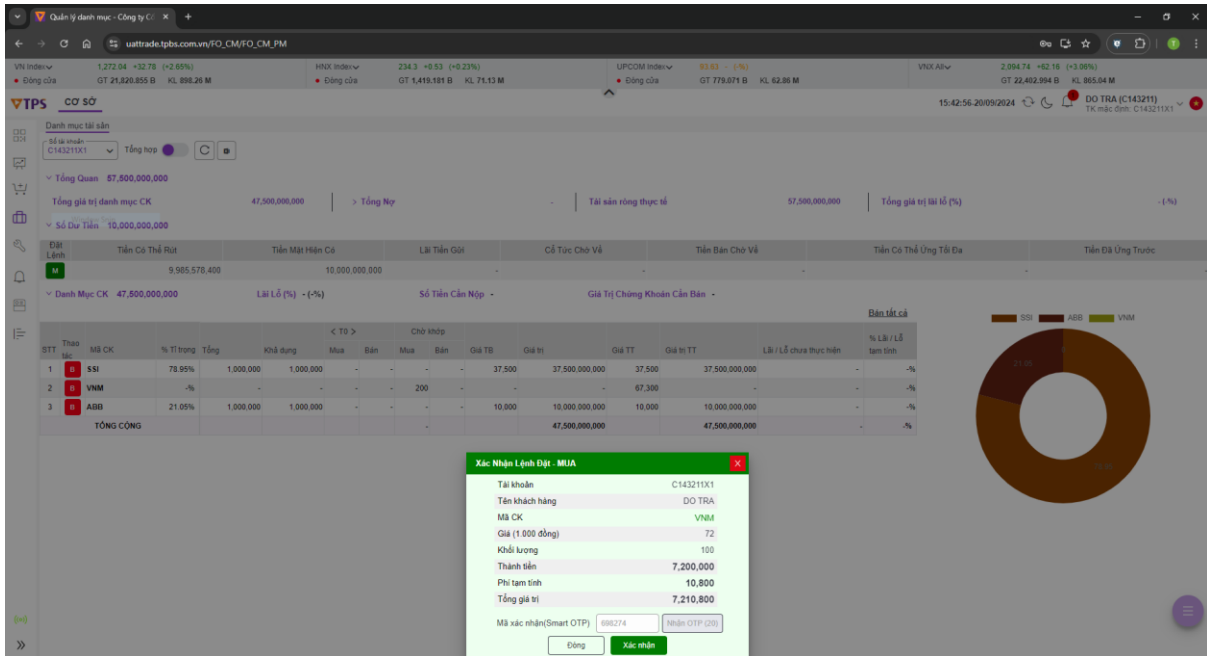 Quản lý danh mục - Công ty Cổ
uattrade.tpbs.com.vn/FO_CM/FO_CM_PM
VN Index 1,272.04 +32.78 (+2.65%) HNX Index 234.3 +0.53 (+0.23%) UPCOM Index 93.63 - (-%) VNX All 2,094.74 +62.18 (+3.06%)
Đóng cửa GT 21,820.855 B KL 898.26 M Đóng cửa GT 1,419.181 B KL 71.13 M Đóng cửa GT 779.071 B KL 62.86 M GT 22,402.994 B KL 865.04 M
TPS CƠ SỞ 15:42:56-20/09/2024 DO TRA (C143211)
TK mặc định: C143211X1
Danh mục tài sản
Số tài khoản
C143211X1 Tổng hợp
Tổng Quan 57,500,000,000
Tổng giá trị danh mục CK 47,500,000,000 > Tổng Nợ - Tài sản ròng thực tế 57,500,000,000 Tổng giá trị lãi lỗ (%) - (-%)
Số Dư Tiền 10,000,000,000
Đặt Lệnh Tiền Có Thể Rút Tiền Mặt Hiện Có Lãi Tiền Gửi Cổ Tức Chờ Về Tiền Bán Chờ Về Tiền Có Thể Ứng Tối Đa Tiền Đã Ứng Trước
M 9,985,578,400 10,000,000,000 - - - - -
Danh Mục CK 47,500,000,000 Lãi Lỗ (%) - (-%) Số Tiền Cần Nộp - Giá Trị Chứng Khoán Cần Bán -
Bán tất cả
SSI ABB VNM
< T0 > Chờ khớp
STT Thao tác Mã CK % Tỉ trọng Tổng Khả dụng Mua Bán Mua Bán Giá TB Giá trị Giá TT Giá trị TT Lãi / Lỗ chưa thực hiện % Lãi / Lỗ tạm tính
1 B SSI 78.95% 1,000,000 1,000,000 - - - - 37,500 37,500,000,000 37,500 37,500,000,000 - -%
2 B VNM -% - - - - 200 - - - 67,300 - - -%
3 B ABB 21.05% 1,000,000 1,000,000 - - - - 10,000 10,000,000,000 10,000 10,000,000,000 - -%
TỔNG CỘNG - 47,500,000,000 47,500,000,000 - -%
21.05
0
Xác Nhận Lệnh Đặt - MUA X
Tài khoản C143211X1
Tên khách hàng DO TRA
Mã CK VNM
Giá (1.000 đồng) 72
Khối lượng 100
Thành tiền 7,200,000
Phí tạm tính 10,800
Tổng giá trị 7,210,800
Mã xác nhận(Smart OTP) 698274 Nhận OTP (20)
Đóng Xác nhận